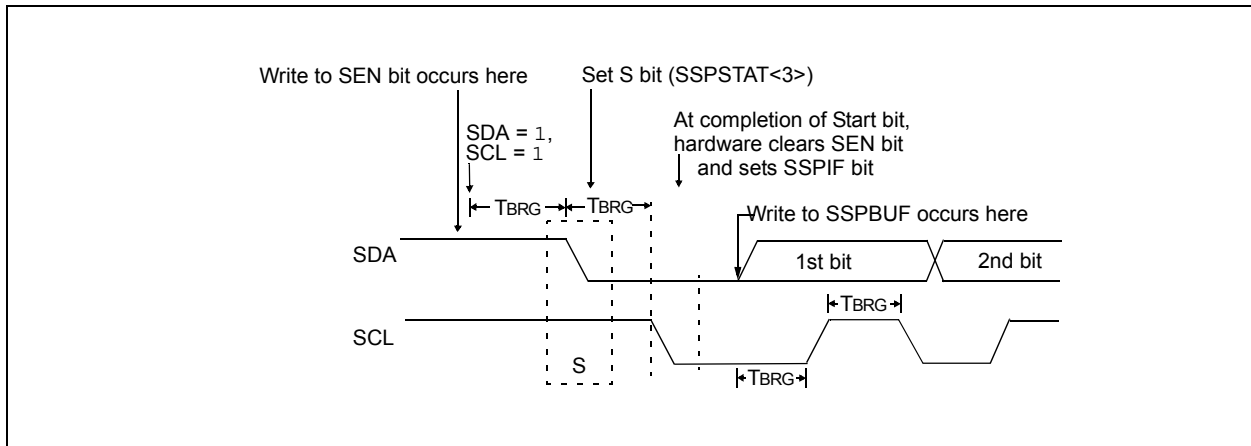 Write to SEN bit occurs here
Set S bit (SSPSTAT<3>)
SDA = 1,
SCL = 1
At completion of Start bit,
hardware clears SEN bit
and sets SSPIF bit
TBRG
TBRG
Write to SSPBUF occurs here
SDA
1st bit
2nd bit
TBRG
SCL
S
TBRG